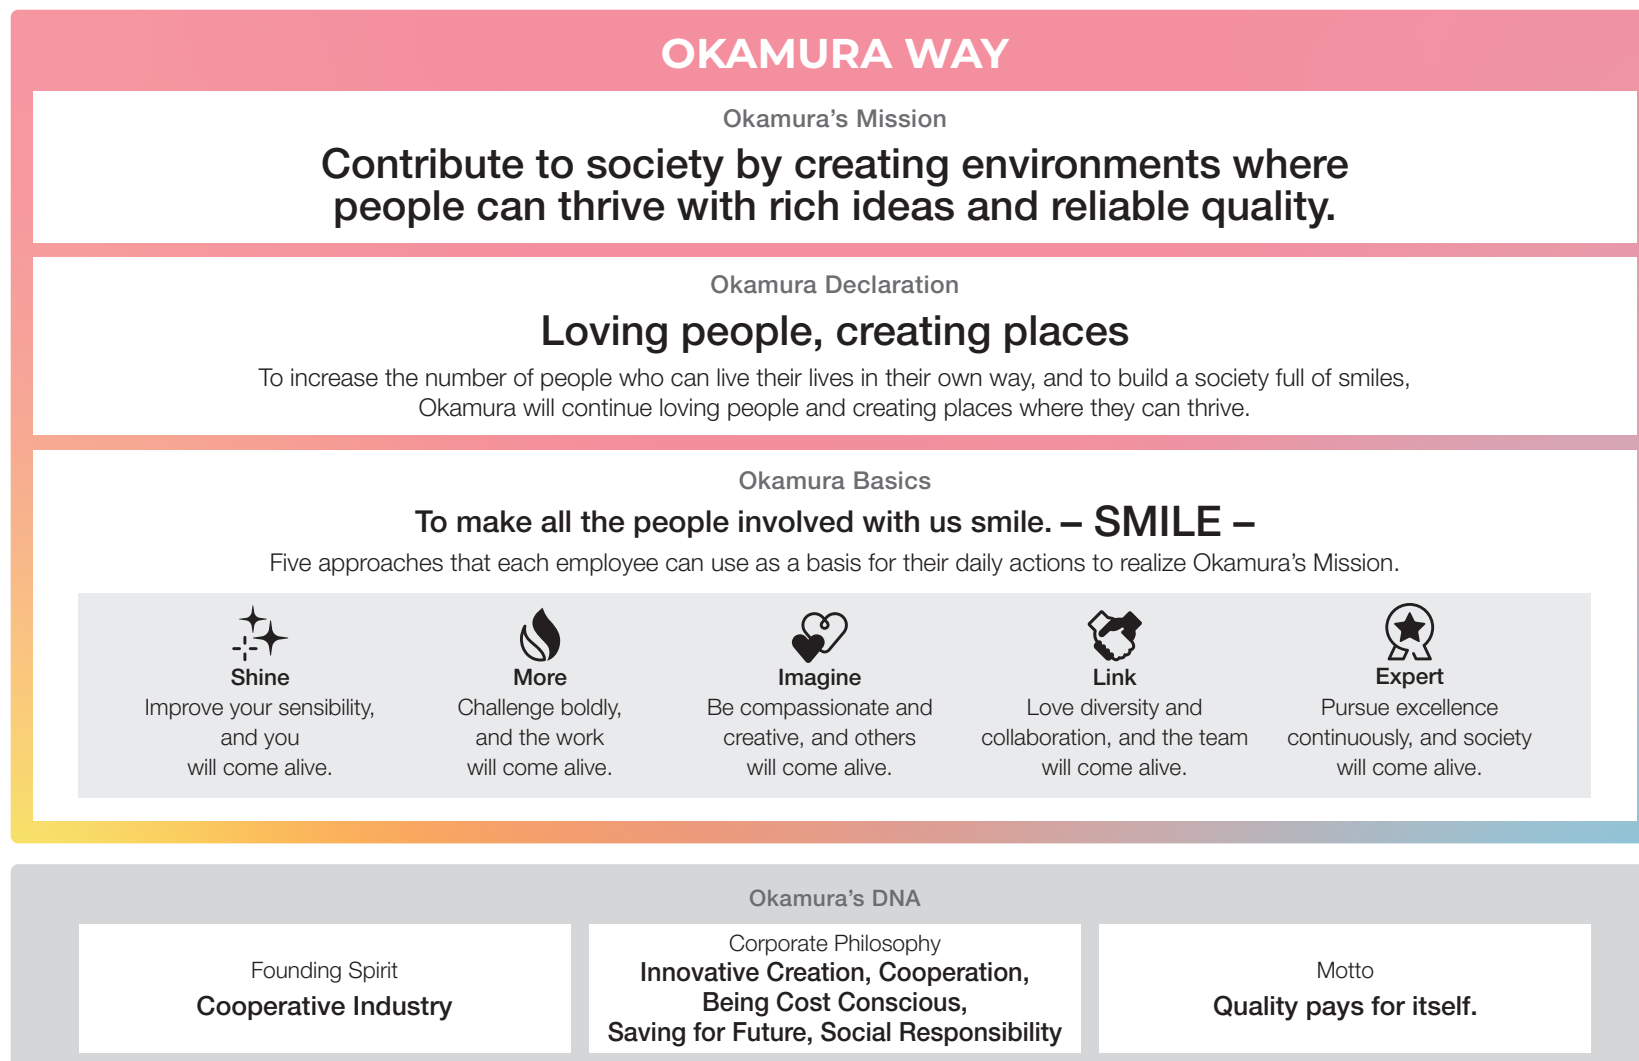 OKAMURA WAY
Okamura’s Mission
Contribute to society by creating environments where
people can thrive with rich ideas and reliable quality.
Okamura Declaration
Loving people, creating places
To increase the number of people who can live their lives in their own way, and to build a society full of smiles,
Okamura will continue loving people and creating places where they can thrive.
Okamura Basics
To make all the people involved with us smile. – SMILE –
Five approaches that each employee can use as a basis for their daily actions to realize Okamura’s Mission.
Shine
Improve your sensibility,
and you
will come alive.
More
Challenge boldly,
and the work
will come alive.
Imagine
Be compassionate and
creative, and others
will come alive.
Link
Love diversity and
collaboration, and the team
will come alive.
Expert
Pursue excellence
continuously, and society
will come alive.
Okamura’s DNA
Founding Spirit
Cooperative Industry
Corporate Philosophy
Innovative Creation, Cooperation,
Being Cost Conscious,
Saving for Future, Social Responsibility
Motto
Quality pays for itself.